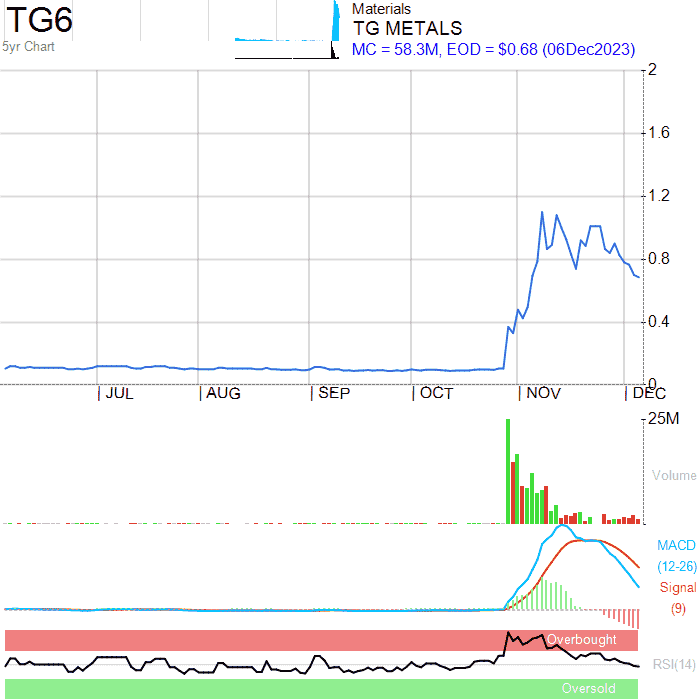 TG6
5yr Chart
Materials
TG METALS
MC = 58.3M, EOD = $0.68 (06Dec2023)
2
1.6
1.2
0.8
0.4
0
JUL AUG SEP OCT NOV DEC
25M
Volume
MACD
(12-26)
Signal
(9)
Overbought
RSI(14)
Oversold